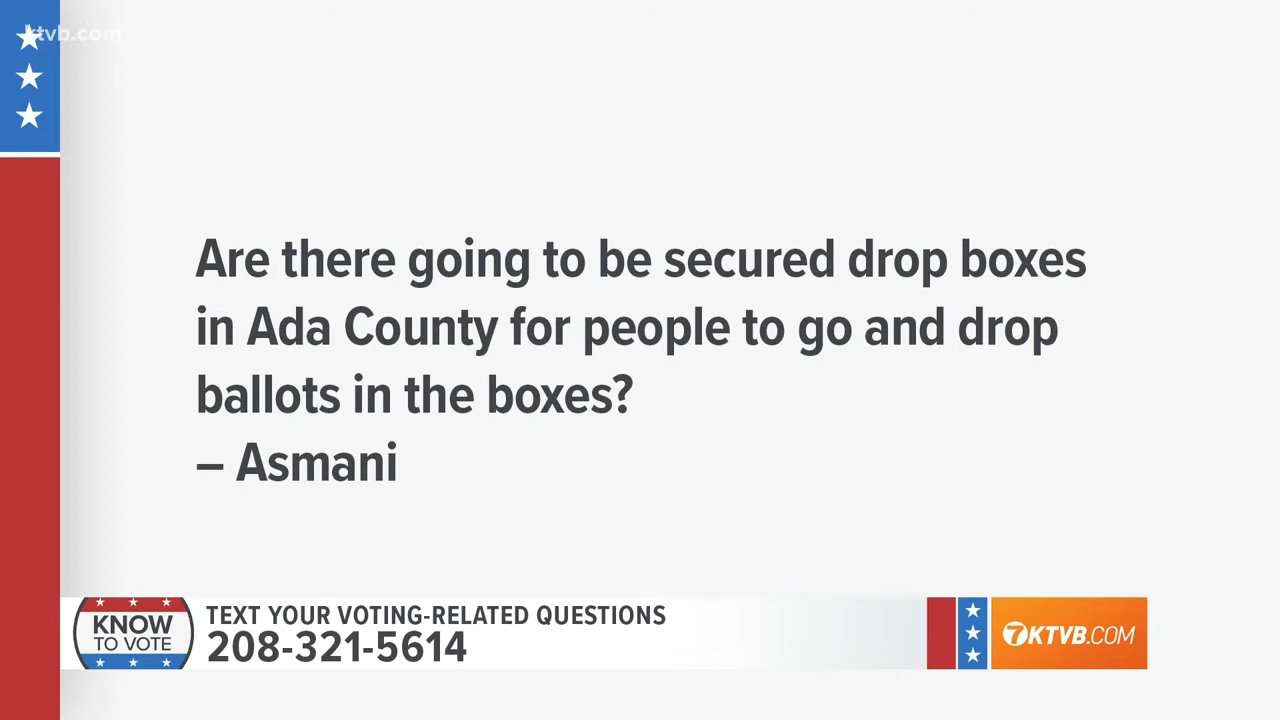 ktvb.com
Are there going to be secured drop boxes
in Ada County for people to go and drop
ballots in the boxes?
– Asmani
KNOW
TO VOTE
TEXT YOUR VOTING-RELATED QUESTIONS
208-321-5614
7KTVB.COM